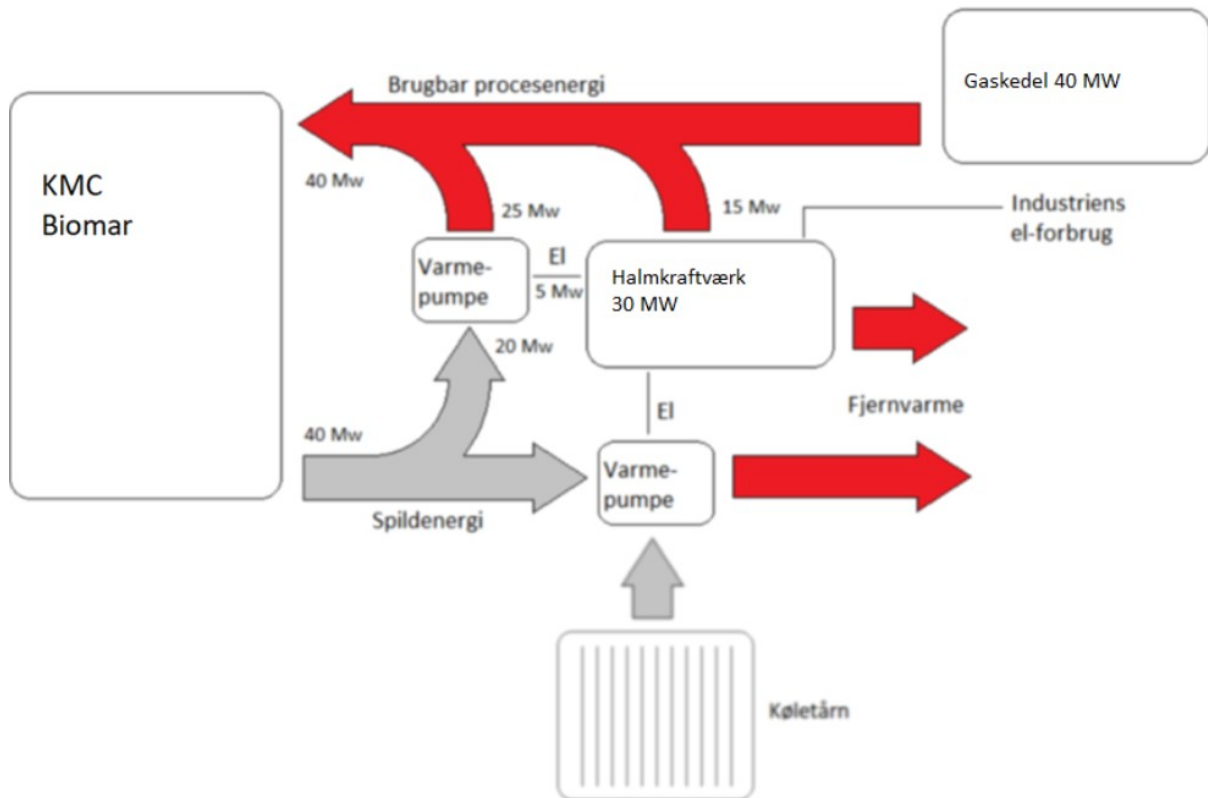 Gaskedel 40 MW
Brugbar procesenergi
KMC
Biomar
40 Mw
25 Mw
15 Mw
Industriens
el-forbrug
Varme-
pumpe
El
5 Mw
Halmkraftværk
30 MW
20 Mw
Fjernvarme
El
40 Mw
Varme-
pumpe
Spildenergi
Køletårn